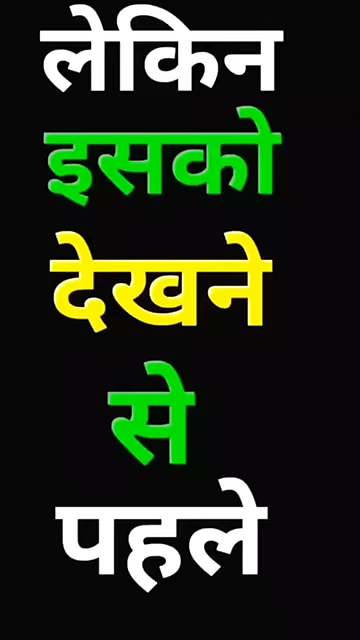 लेकिन
इसको
देखने
से
पहले